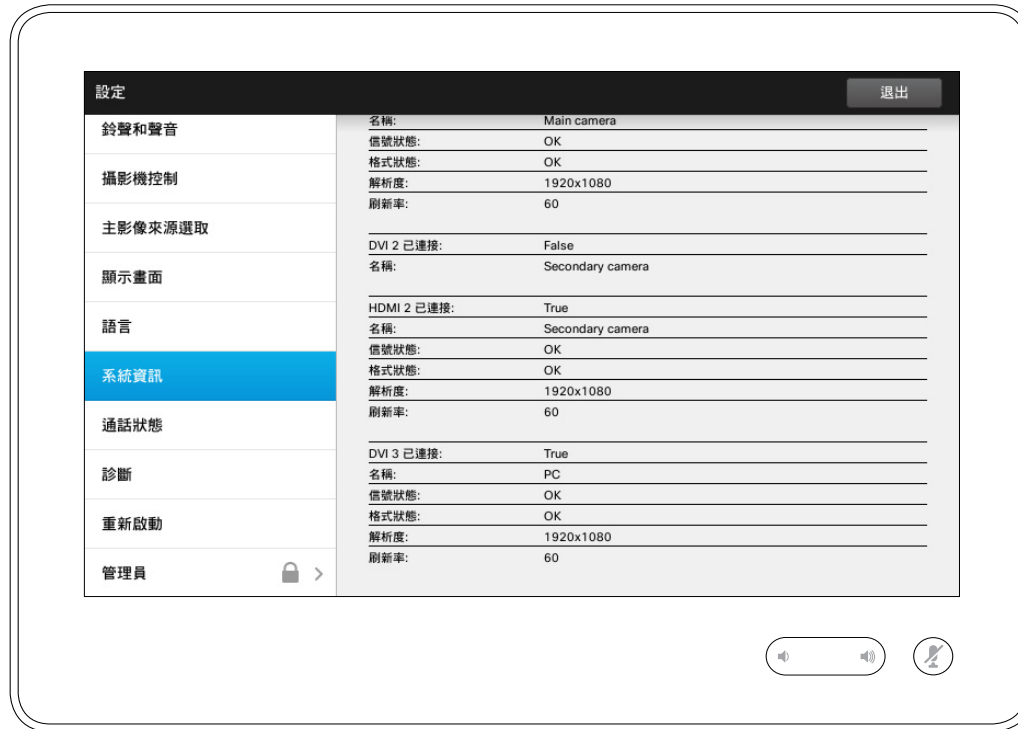 設定
退出
鈴聲和聲音
攝影機控制
主影像來源選取
顯示畫面
語言
系統資訊
通話狀態
診斷
重新啟動
管理員
名稱: Main camera
信號狀態: OK
格式狀態: OK
解析度: 1920x1080
刷新率: 60
DVI 2 已連接: False
名稱: Secondary camera
HDMI 2 已連接: True
名稱: Secondary camera
信號狀態: OK
格式狀態: OK
解析度: 1920x1080
刷新率: 60
DVI 3 已連接: True
名稱: PC
信號狀態: OK
格式狀態: OK
解析度: 1920x1080
刷新率: 60